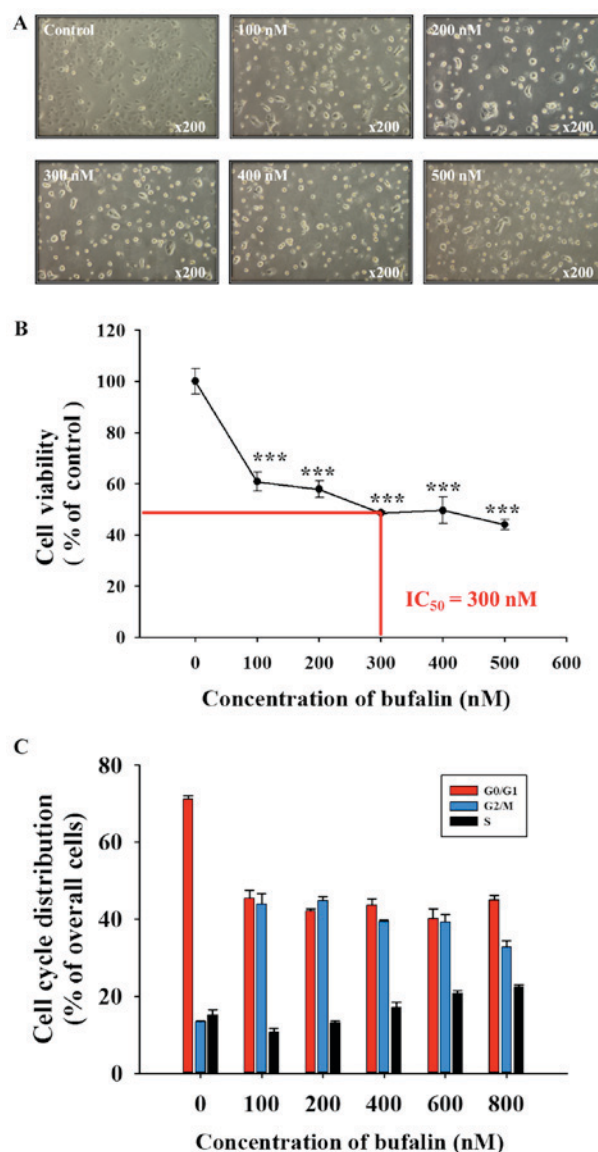 A
Control
x200
100 nM
x200
200 nM
x200
300 nM
x200
400 nM
x200
500 nM
x200
B
Cell viability
( % of control)
120
100
80
60
40
20
0
***
***
***
***
***
IC50 = 300 nM
0 100 200 300 400 500 600
Concentration of bufalin (nM)
C
Cell cycle distribution
(% of overall cells)
80
60
40
20
0
G0/G1
G2/M
S
0 100 200 400 600 800
Concentration of bufalin (nM)